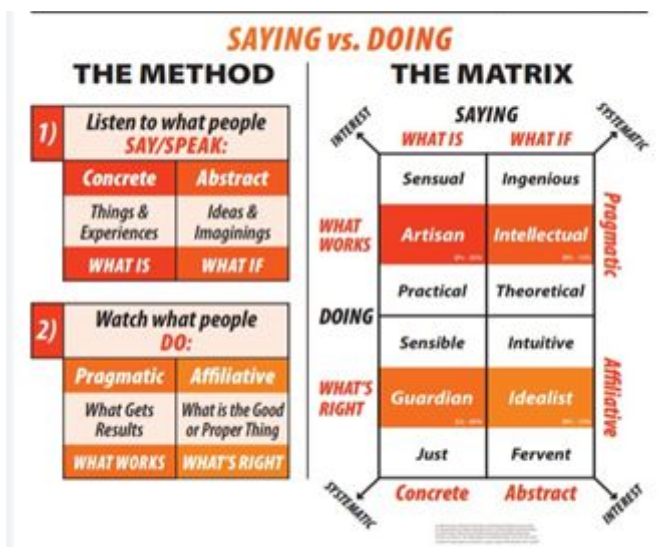 SAYING vs. DOING
THE METHOD
1)
Listen to what people
SAY/SPEAK:
Concrete
Abstract
Things &
Experiences
Ideas &
Imaginings
WHAT IS
WHAT IF
2)
Watch what people
DO:
Pragmatic
Affiliative
What Gets
Results
What is the Good
or Proper Thing
WHAT WORKS
WHAT'S RIGHT
THE MATRIX
INTEREST
SAYING
SYSTEMATIC
WHAT IS
WHAT IF
Sensual
Ingenious
WHAT
WORKS
Artisan
Intellectual
Pragmatic
Practical
Theoretical
DOING
Sensible
Intuitive
WHAT'S
RIGHT
Guardian
Idealist
Affiliative
Just
Fervent
SYSTEMATIC
Concrete
Abstract
INTEREST